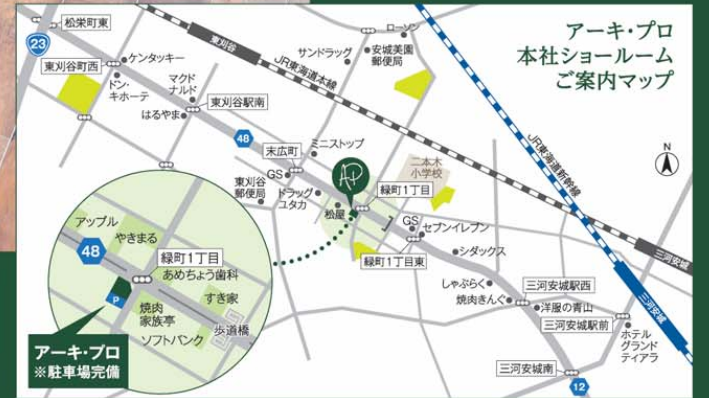 アーキ・プロ
本社ショールーム
ご案内マップ
松栄町東
23
東刈谷町西
ケンタッキー
ドン・
キホーテ
マクド
ナルド
はるやま
東刈谷
東刈谷駅南
サンドラッグ
ローソン
安城美園
郵便局
JR東海道本線
48
末広町
ミニストップ
GS
東刈谷
郵便局
ドラッグ
ユタカ
松屋
AP
二本木
小学校
緑町1丁目
GS
セブンイレブン
緑町1丁目東
シダックス
しゃぶらく
焼肉きんぐ
JR東海道新幹線
N
三河安城
三河安城
三河安城駅西
洋服の青山
三河安城駅前
ホテル
グランド
ティアラ
三河安城南
12
アップル
やきまる
48
緑町1丁目
あめちょう歯科
すき家
P
焼肉
家族亭
ソフトバンク
歩道橋
アーキ・プロ
※駐車場完備